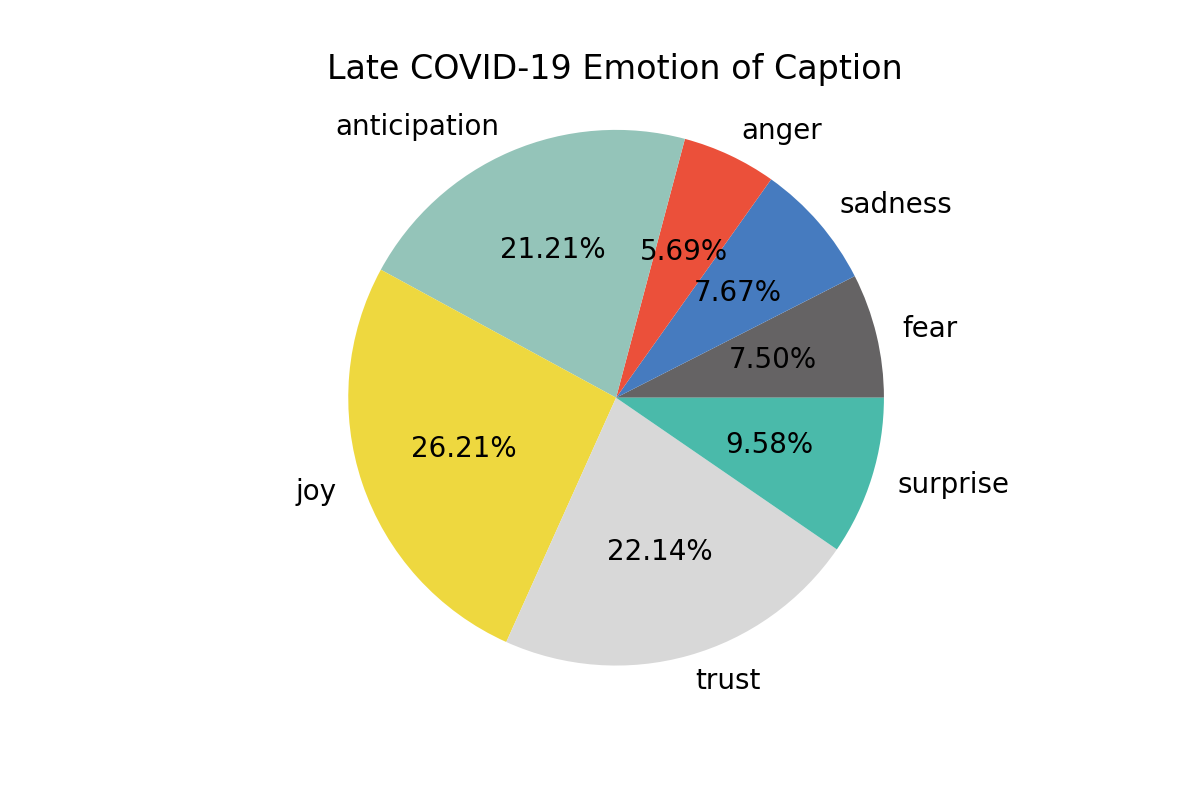 Late COVID-19 Emotion of Caption
anticipation
anger
sadness
fear
21.21%
5.69%
7.67%
7.50%
26.21%
9.58%
22.14%
joy
surprise
trust